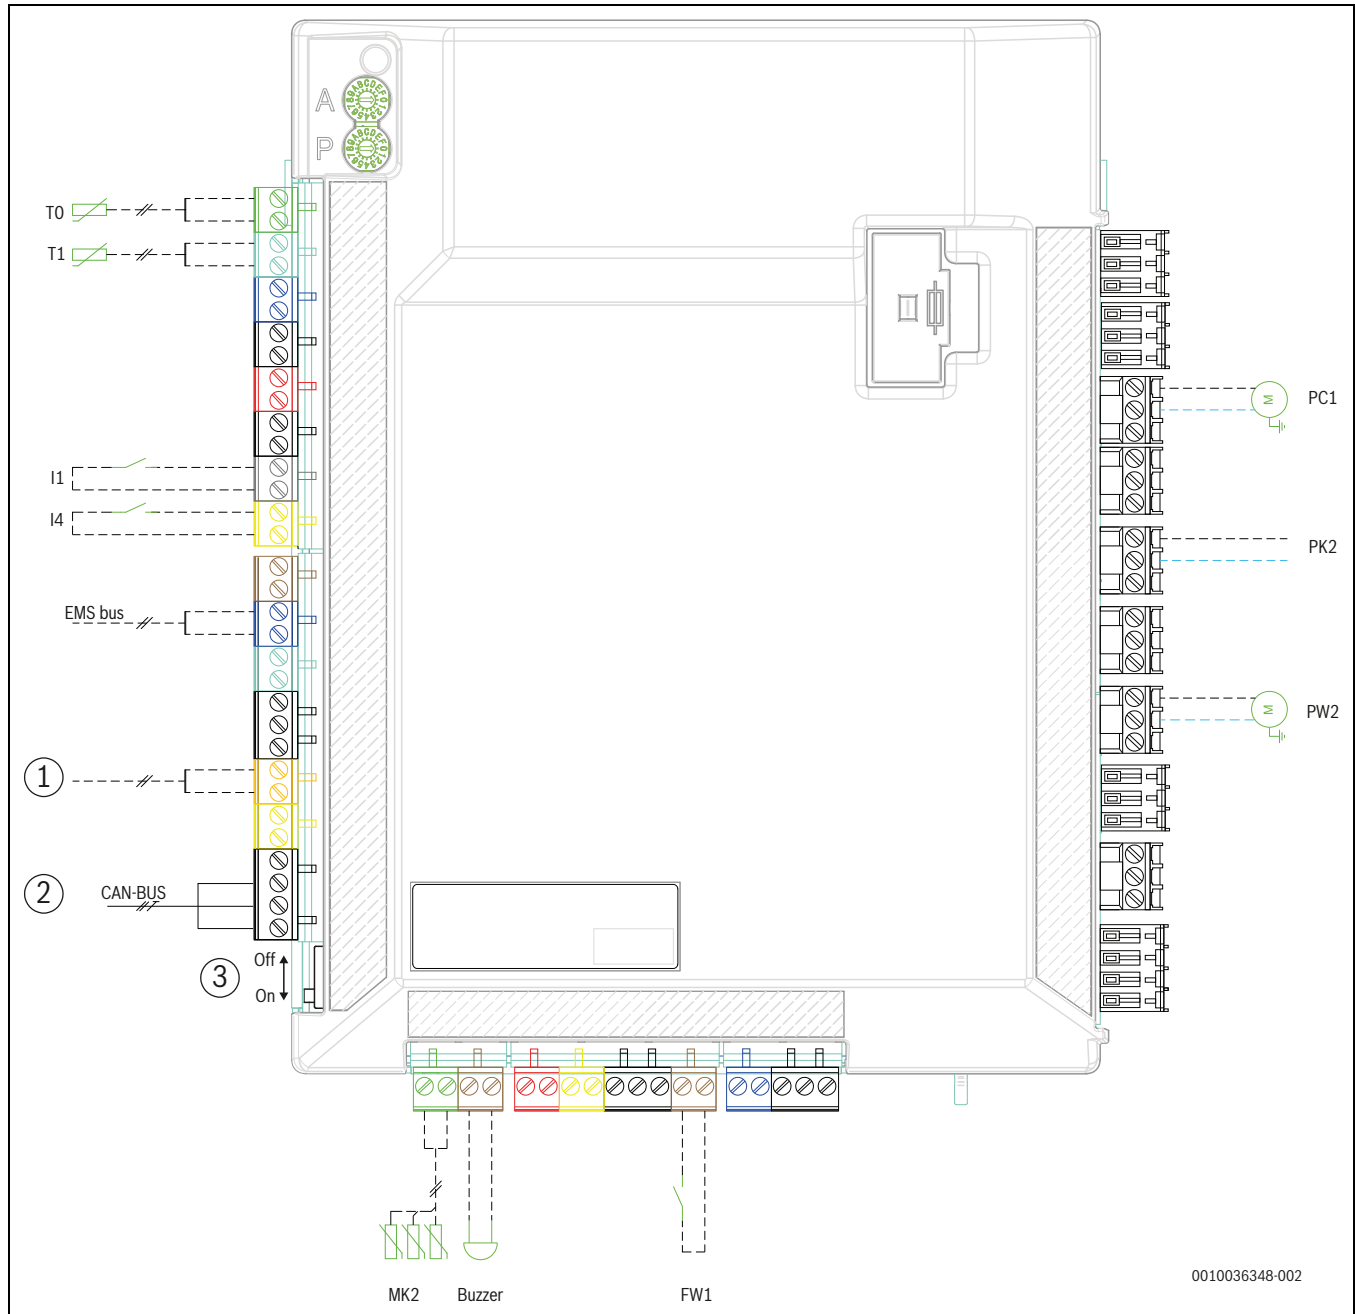 A
P
T0
T1
PC1
I1
I4
PK2
EMS bus
M
M
PW2
1
2
CAN-BUS
3
Off
On
MK2
Buzzer
FW1
0010036348-002